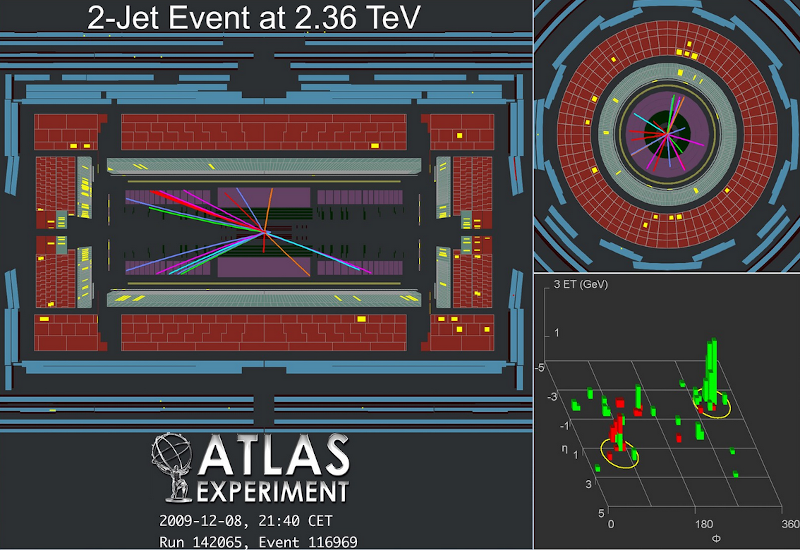 2-Jet Event at 2.36 TeV
ATLAS
EXPERIMENT
2009-12-08, 21:40 CET
Run 142065, Event 116969
3 ET (GeV)
1
-5
-3
-1
η
1
3
5
0
180
360
Φ